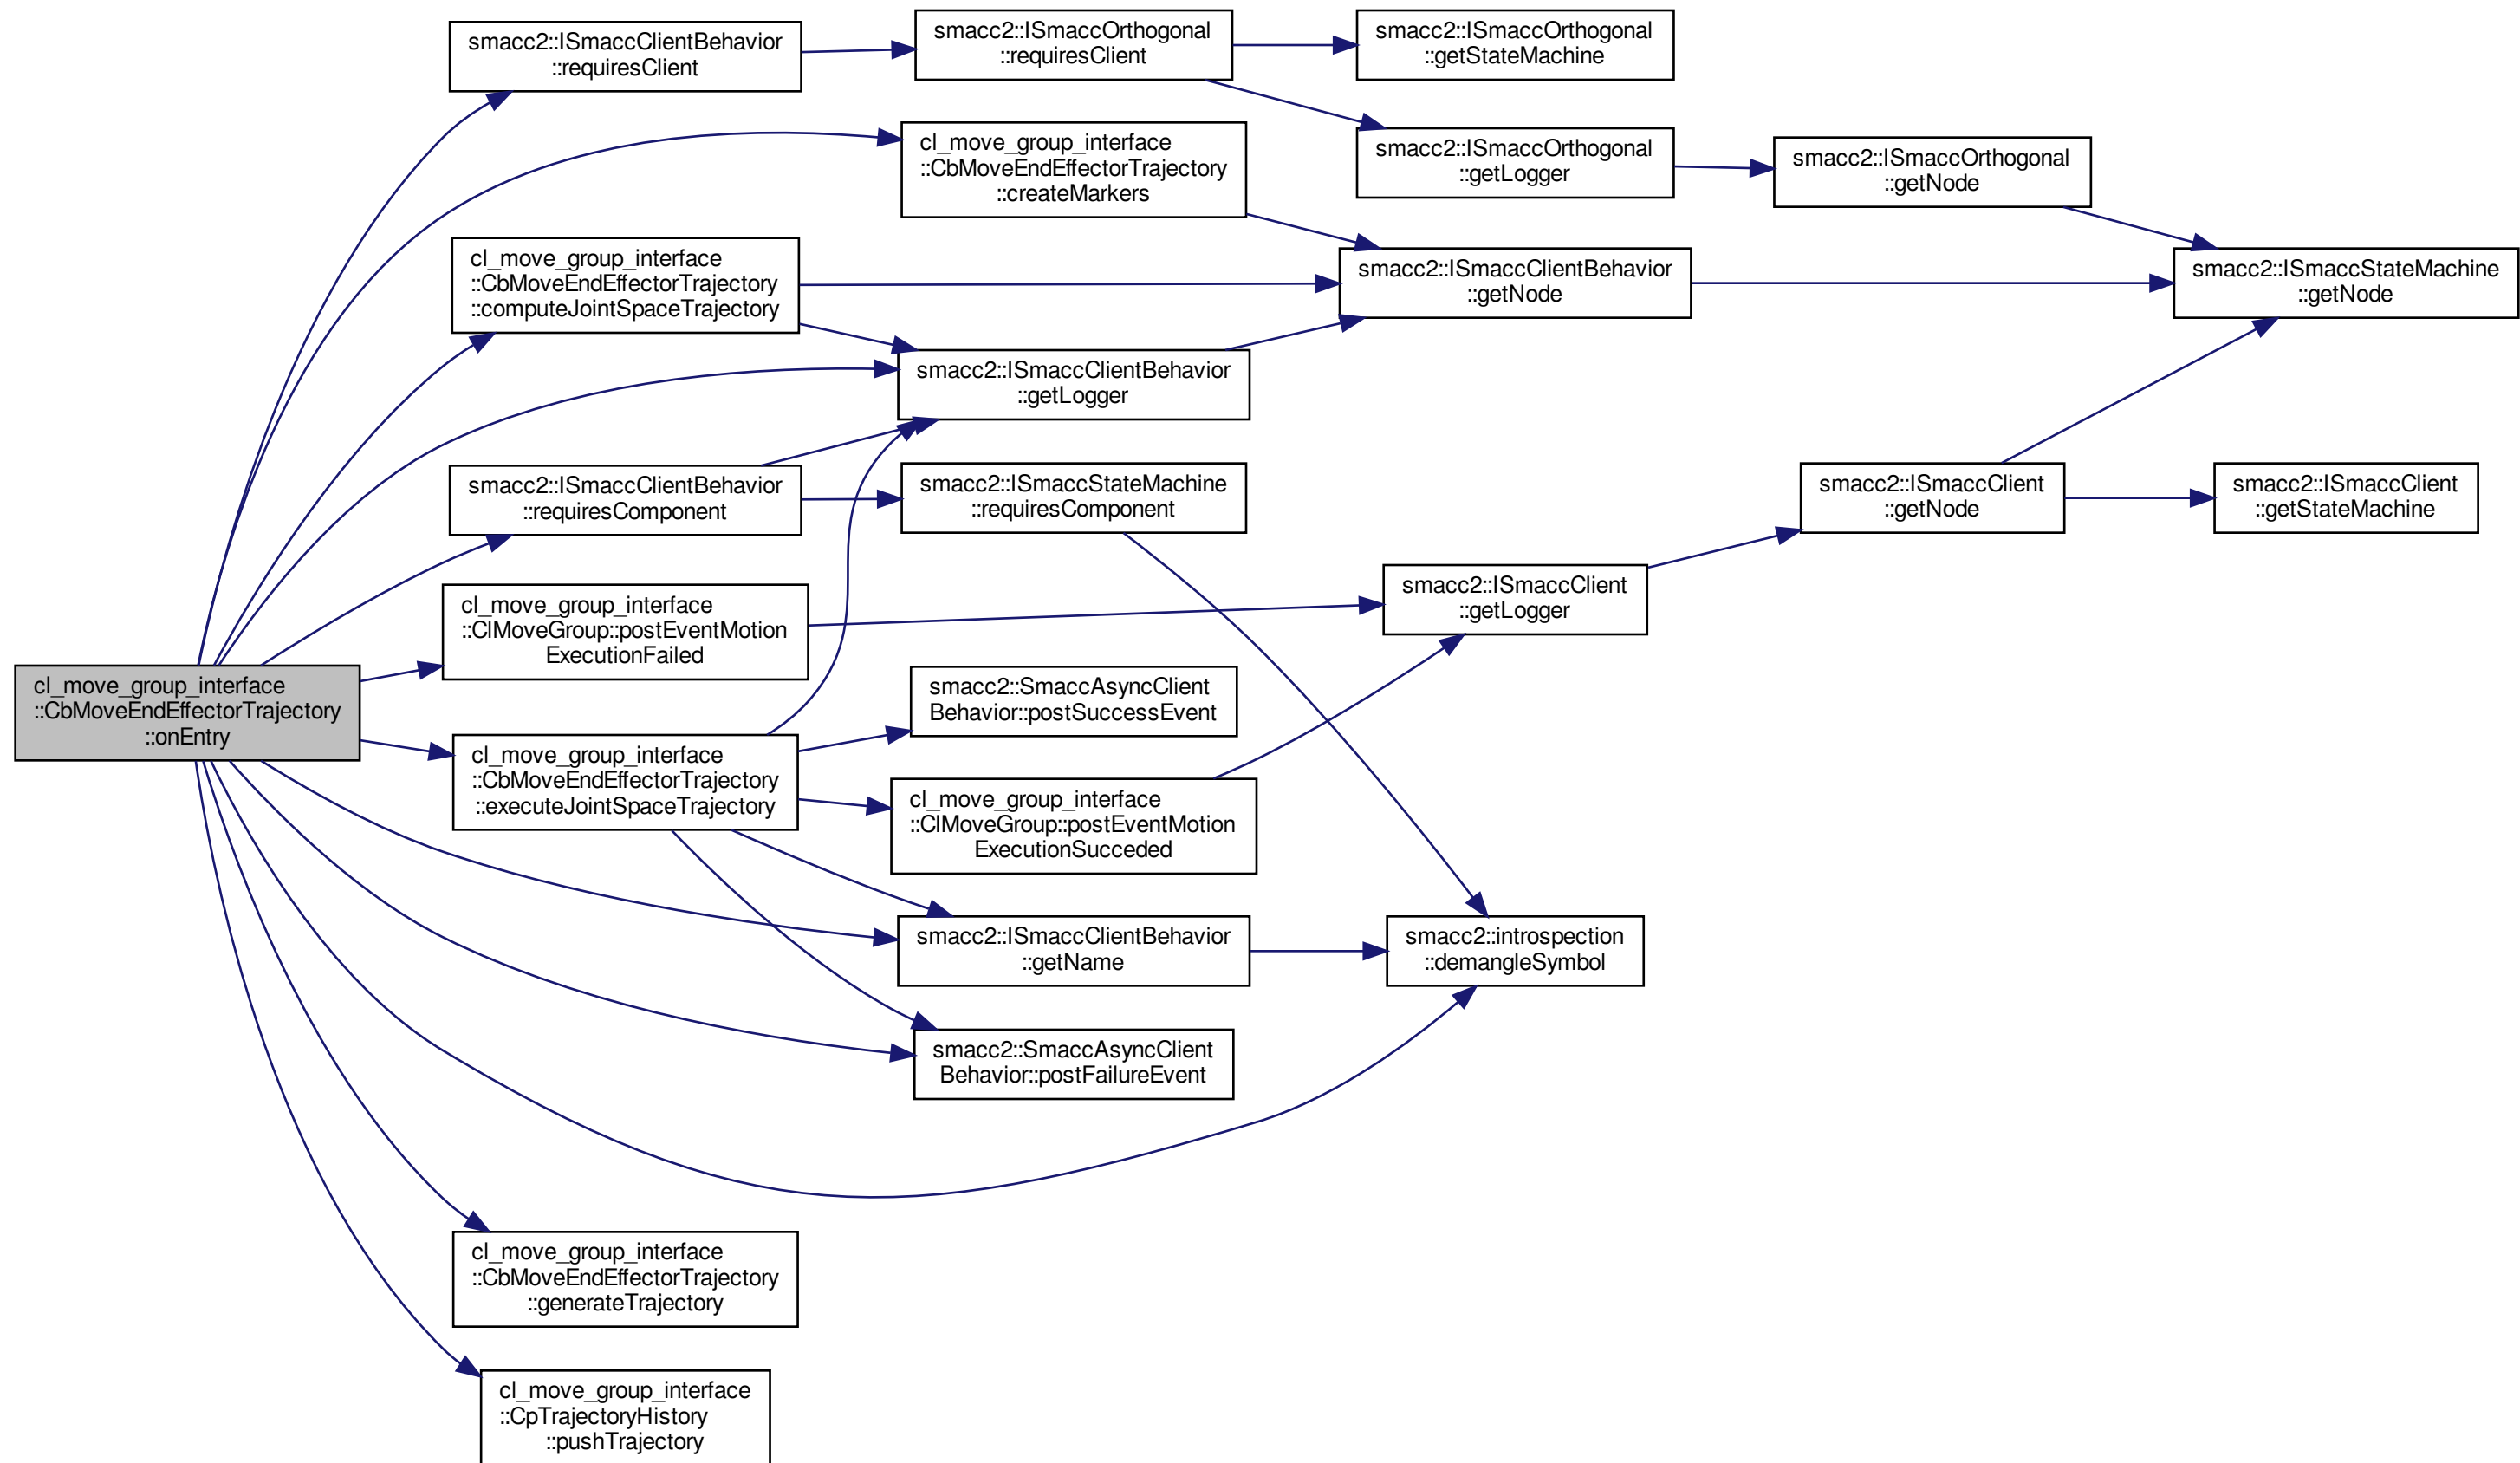 smacc2::ISmaccClientBehavior
::requiresClient
smacc2::ISmaccOrthogonal
::requiresClient
smacc2::ISmaccOrthogonal
::getStateMachine
cl_move_group_interface
::CbMoveEndEffectorTrajectory
::createMarkers
smacc2::ISmaccOrthogonal
::getLogger
smacc2::ISmaccOrthogonal
::getNode
cl_move_group_interface
::CbMoveEndEffectorTrajectory
::computeJointSpaceTrajectory
smacc2::ISmaccClientBehavior
::getNode
smacc2::ISmaccStateMachine
::getNode
smacc2::ISmaccClientBehavior
::getLogger
smacc2::ISmaccClientBehavior
::requiresComponent
smacc2::ISmaccStateMachine
::requiresComponent
smacc2::ISmaccClient
::getNode
smacc2::ISmaccClient
::getStateMachine
cl_move_group_interface
::ClMoveGroup::postEventMotion
ExecutionFailed
smacc2::ISmaccClient
::getLogger
cl_move_group_interface
::CbMoveEndEffectorTrajectory
::onEntry
smacc2::SmaccAsyncClient
Behavior::postSuccessEvent
cl_move_group_interface
::CbMoveEndEffectorTrajectory
::executeJointSpaceTrajectory
cl_move_group_interface
::ClMoveGroup::postEventMotion
ExecutionSucceded
smacc2::ISmaccClientBehavior
::getName
smacc2::introspection
::demangleSymbol
smacc2::SmaccAsyncClient
Behavior::postFailureEvent
cl_move_group_interface
::CbMoveEndEffectorTrajectory
::generateTrajectory
cl_move_group_interface
::CpTrajectoryHistory
::pushTrajectory